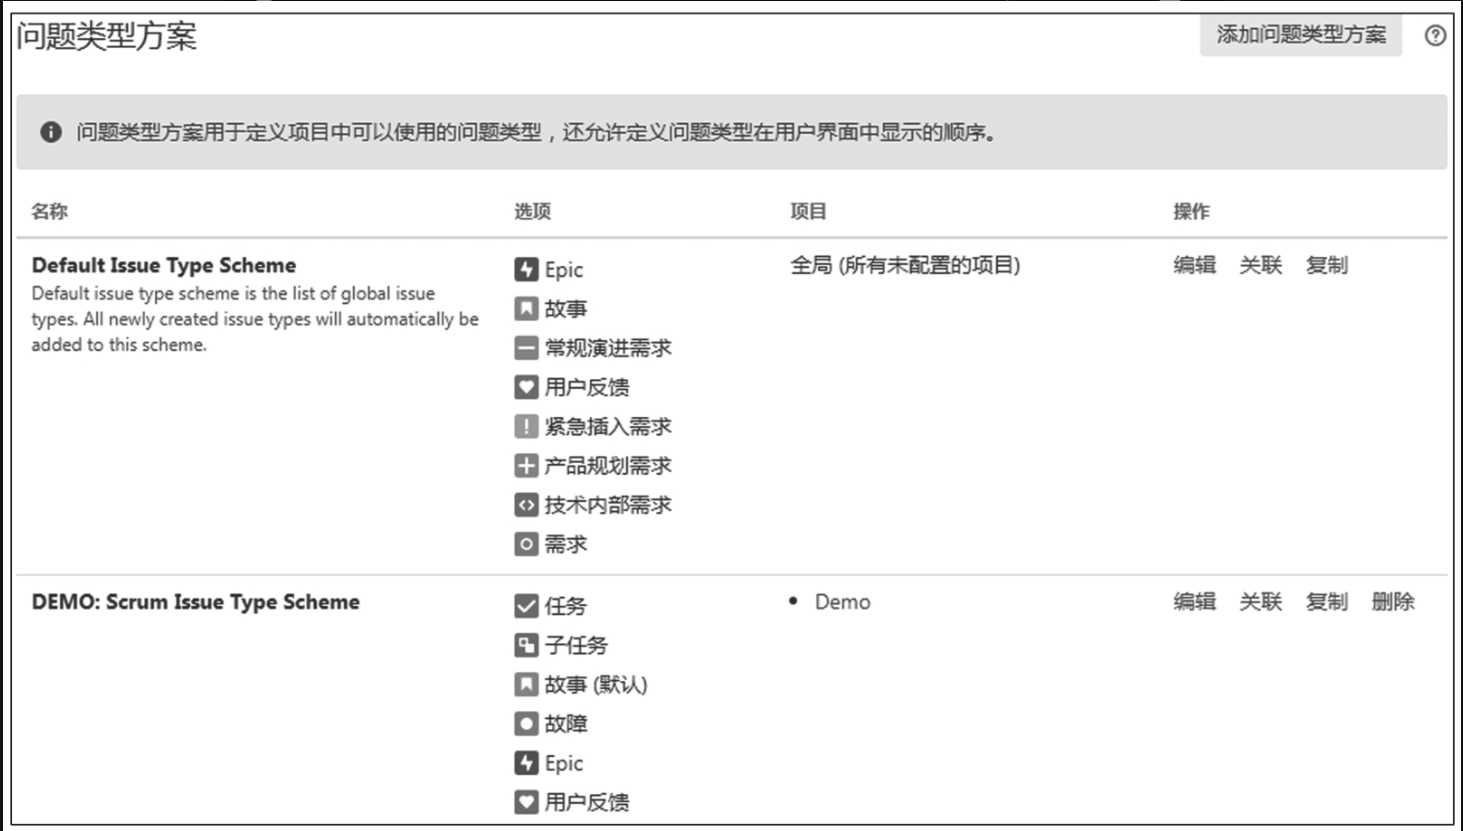 问题类型方案
添加问题类型方案
问题类型方案用于定义项目中可以使用的问题类型，还允许定义问题类型在用户界面中显示的顺序。
名称 选项 项目 操作
Default Issue Type Scheme
Default issue type scheme is the list of global issue
types. All newly created issue types will automatically be
added to this scheme.
Epic
故事
常规演进需求
用户反馈
紧急插入需求
产品规划需求
技术内部需求
需求
全局 (所有未配置的项目)
编辑 关联 复制
DEMO: Scrum Issue Type Scheme
任务
子任务
故事 (默认)
故障
Epic
用户反馈
• Demo
编辑 关联 复制 删除